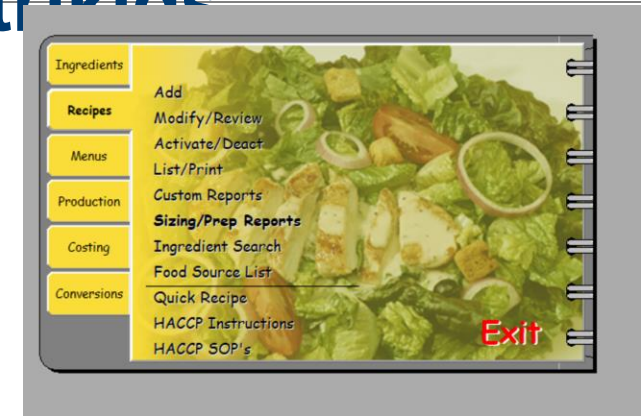 Ingredients
Recipes
Menus
Production
Costing
Conversions
Add
Modify/Review
Activate/Deact
List/Print
Custom Reports
Sizing/Prep Reports
Ingredient Search
Food Source List
Quick Recipe
HACCP Instructions
HACCP SOP's
Exit